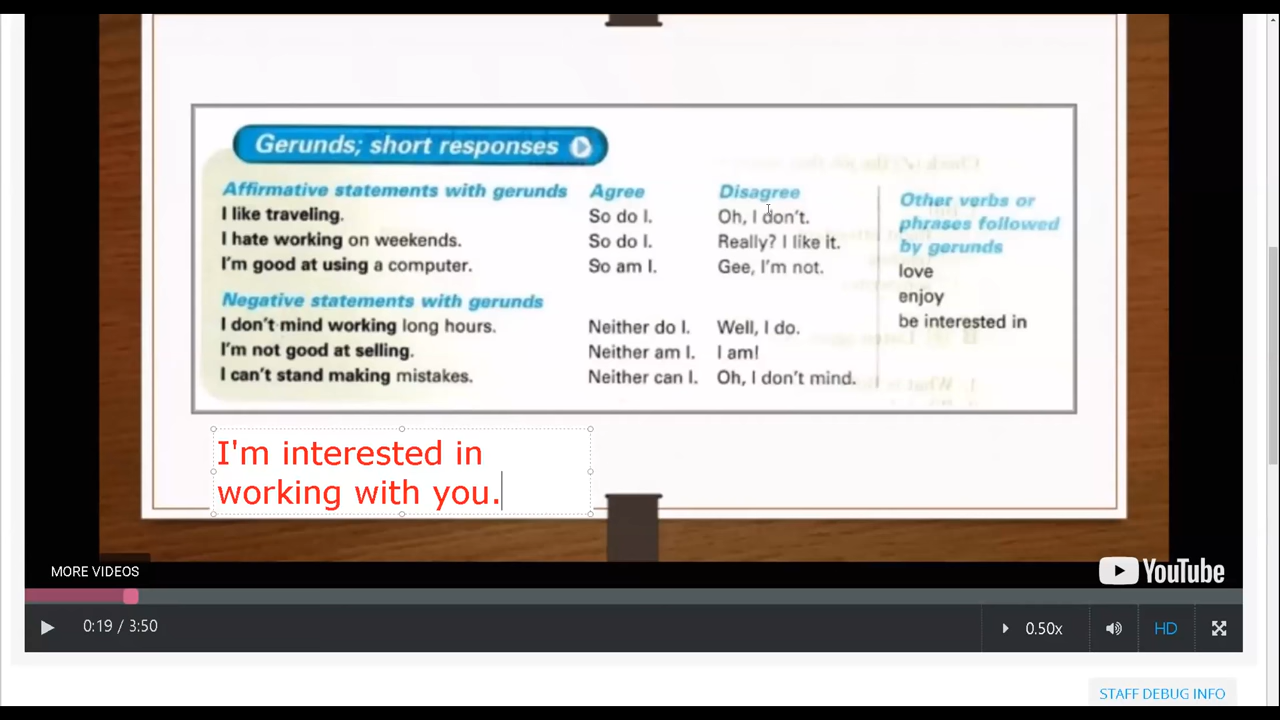 Gerunds; short responses
Affirmative statements with gerunds Agree Disagree
I like traveling. So do I. Oh, I don't.
I hate working on weekends. So do I. Really? I like it.
I'm good at using a computer. So am I. Gee, I'm not.
Negative statements with gerunds
I don't mind working long hours. Neither do I. Well, I do.
I'm not good at selling. Neither am I. I am!
I can't stand making mistakes. Neither can I. Oh, I don't mind.
Other verbs or
phrases followed
by gerunds
love
enjoy
be interested in
I'm interested in
working with you.
MORE VIDEOS
YouTube
0:19 / 3:50
0.50x
HD
STAFF DEBUG INFO